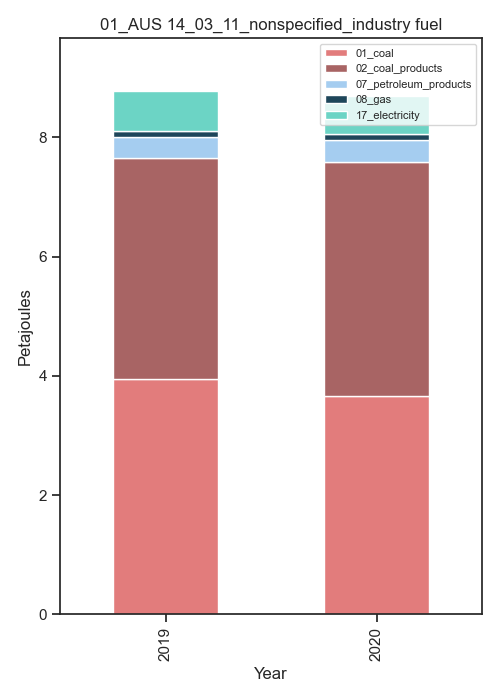 01_AUS 14_03_11_nonspecified_industry fuel
01_coal
02_coal_products
07_petroleum_products
08_gas
17_electricity
Petajoules
8
6
4
2
0
2019
2020
Year